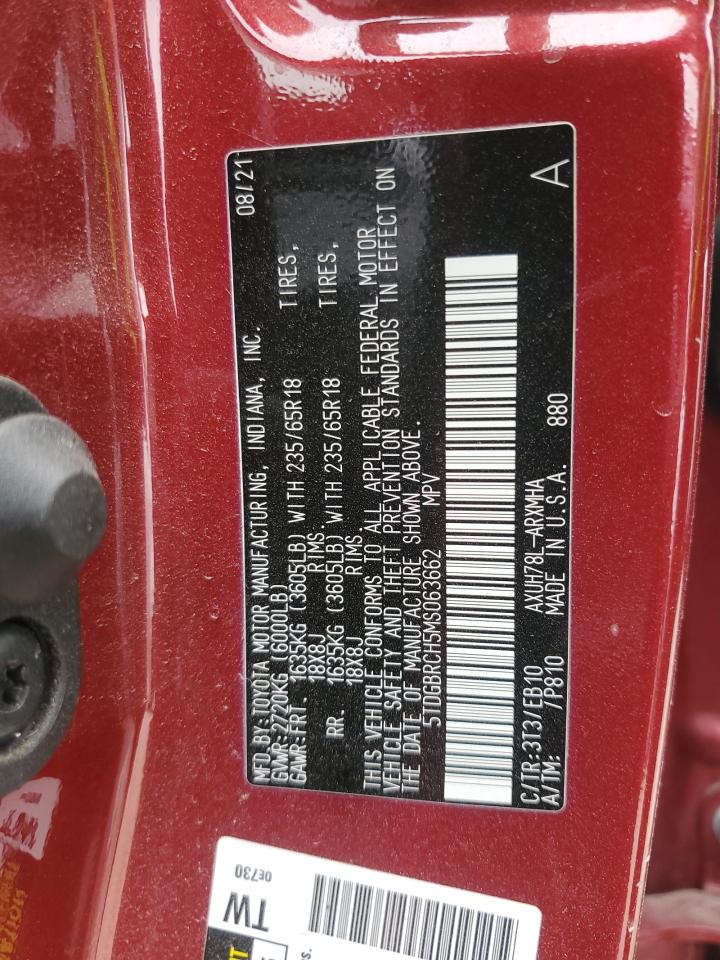 MFD BY: TOYOTA MOTOR MANUFACTURING, INDIANA, INC. 08/21
GVWR: 2720KG (6000LB)
GAWR: FRT 1635KG (3605LB) WITH 235/65R18 TIRES,
18X8J RIMS.
RR. 1635KG (3605LB) WITH 235/65R18 TIRES,
18X8J RIMS.
THIS VEHICLE CONFORMS TO ALL APPLICABLE FEDERAL MOTOR
VEHICLE SAFETY AND THEFT PREVENTION STANDARDS IN EFFECT ON
THE DATE OF MANUFACTURE SHOWN ABOVE.
5TDGBRCH5MS063662 MPV
C/TR: 3T3/EB10 AXUH78L-ARXMHA A
A/TM: /P810 MADE IN U.S.A. 880
0E730
TW